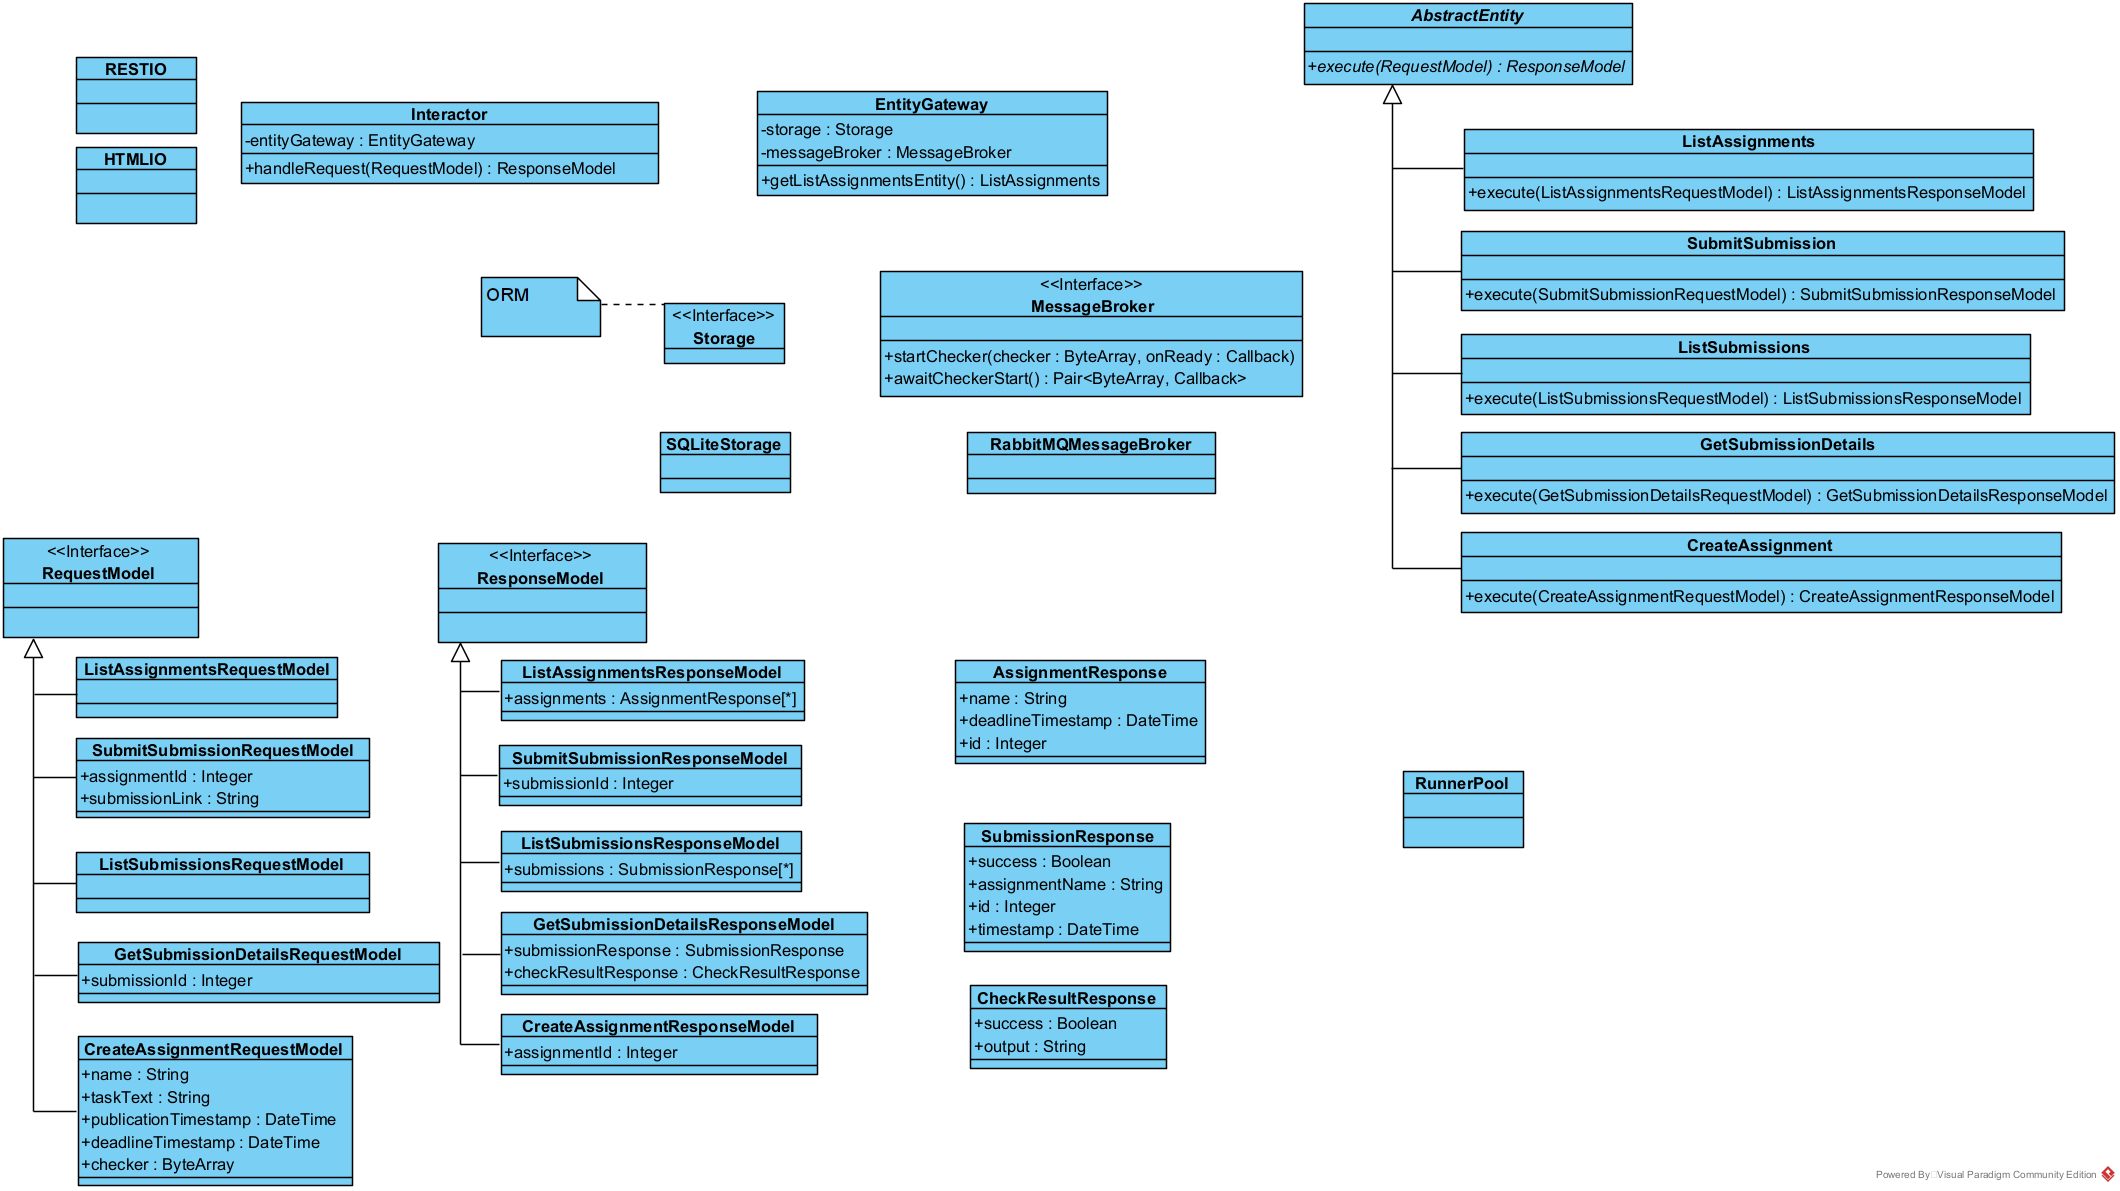 AbstractEntity
+execute(RequestModel) : ResponseModel
RESTIO
HTMLIO
Interactor
-entityGateway : EntityGateway
+handleRequest(RequestModel) : ResponseModel
EntityGateway
-storage : Storage
-messageBroker : MessageBroker
+getListAssignmentsEntity() : ListAssignments
ListAssignments
+execute(ListAssignmentsRequestModel) : ListAssignmentsResponseModel
SubmitSubmission
+execute(SubmitSubmissionRequestModel) : SubmitSubmissionResponseModel
ListSubmissions
+execute(ListSubmissionsRequestModel) : ListSubmissionsResponseModel
GetSubmissionDetails
+execute(GetSubmissionDetailsRequestModel) : GetSubmissionDetailsResponseModel
CreateAssignment
+execute(CreateAssignmentRequestModel) : CreateAssignmentResponseModel
ORM
<<Interface>>
Storage
<<Interface>>
MessageBroker
+startChecker(checker : ByteArray, onReady : Callback)
+awaitCheckerStart() : Pair<ByteArray, Callback>
SQLiteStorage
RabbitMQMessageBroker
<<Interface>>
RequestModel
ListAssignmentsRequestModel
SubmitSubmissionRequestModel
+assignmentId : Integer
+submissionLink : String
ListSubmissionsRequestModel
GetSubmissionDetailsRequestModel
+submissionId : Integer
CreateAssignmentRequestModel
+name : String
+taskText : String
+publicationTimestamp : DateTime
+deadlineTimestamp : DateTime
+checker : ByteArray
<<Interface>>
ResponseModel
ListAssignmentsResponseModel
+assignments : AssignmentResponse[*]
SubmitSubmissionResponseModel
+submissionId : Integer
ListSubmissionsResponseModel
+submissions : SubmissionResponse[*]
GetSubmissionDetailsResponseModel
+submissionResponse : SubmissionResponse
+checkResultResponse : CheckResultResponse
CreateAssignmentResponseModel
+assignmentId : Integer
AssignmentResponse
+name : String
+deadlineTimestamp : DateTime
+id : Integer
SubmissionResponse
+success : Boolean
+assignmentName : String
+id : Integer
+timestamp : DateTime
CheckResultResponse
+success : Boolean
+output : String
RunnerPool
Powered By Visual Paradigm Community Edition